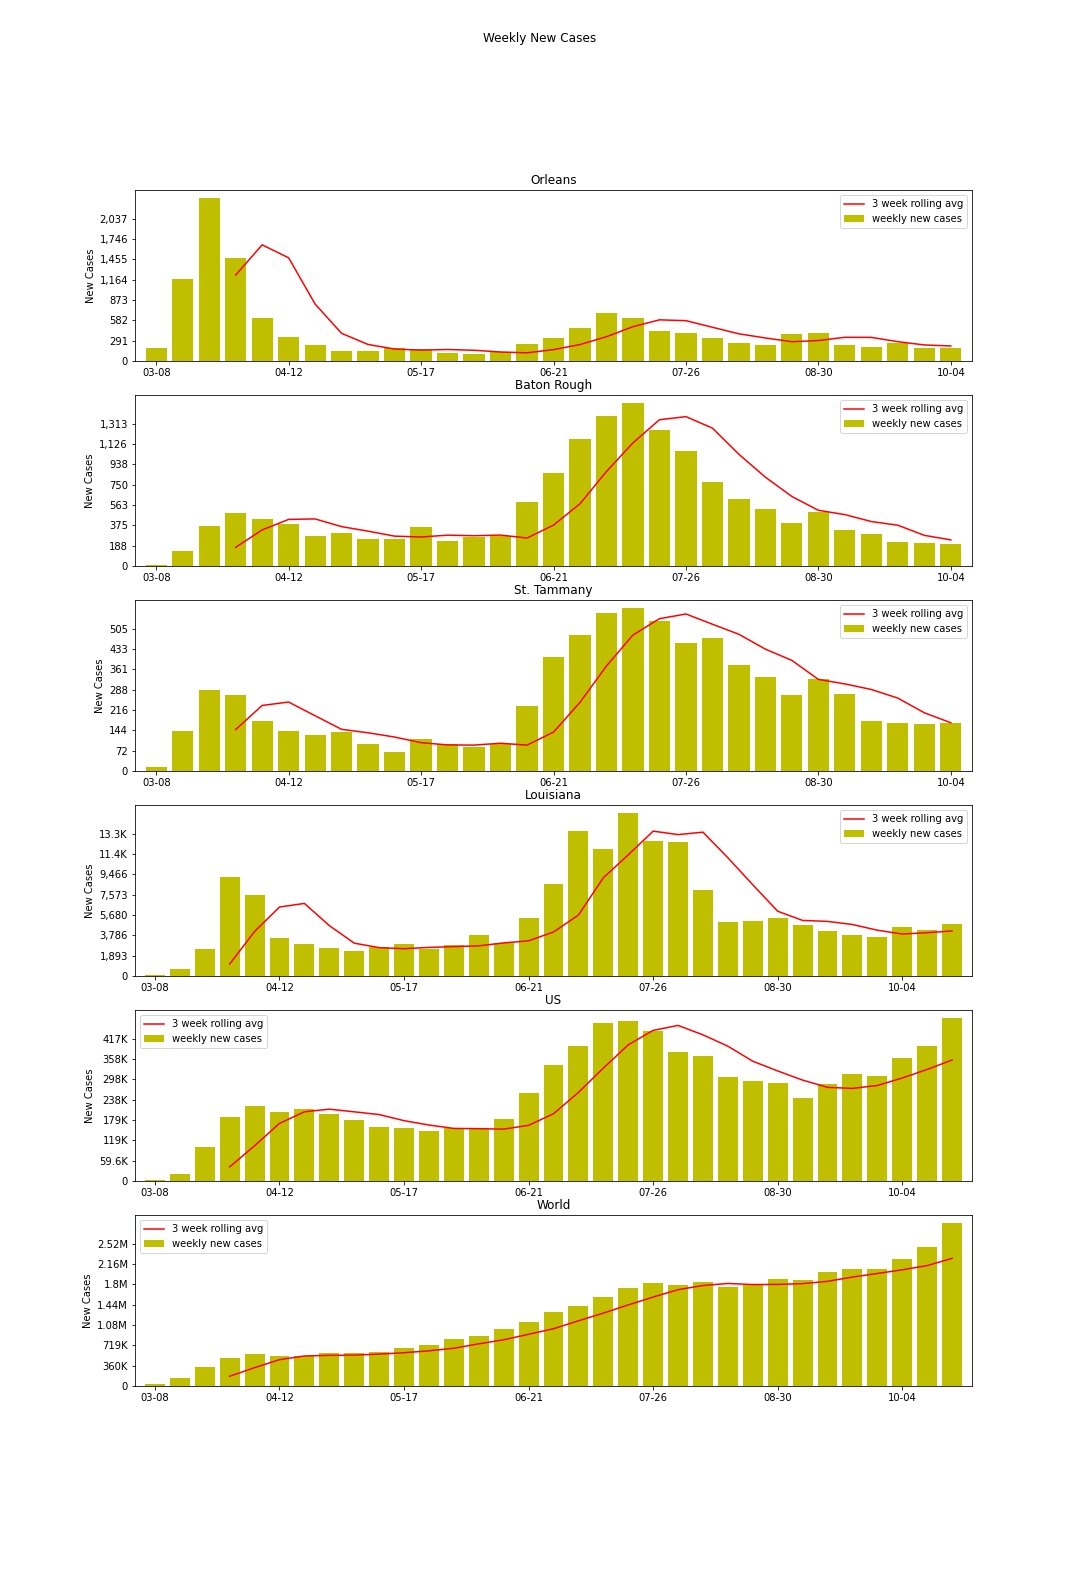 Weekly New Cases
Orleans
3 week rolling avg
weekly new cases
New Cases
2,037
1,746
1,455
1,164
873
582
291
0
03-08 04-12 05-17 06-21 07-26 08-30 10-04
Baton Rough
3 week rolling avg
weekly new cases
New Cases
1,313
1,126
938
750
563
375
188
0
03-08 04-12 05-17 06-21 07-26 08-30 10-04
St. Tammany
3 week rolling avg
weekly new cases
New Cases
505
433
361
288
216
144
72
0
03-08 04-12 05-17 06-21 07-26 08-30 10-04
Louisiana
3 week rolling avg
weekly new cases
New Cases
13.3K
11.4K
9,466
7,573
5,680
3,786
1,893
0
03-08 04-12 05-17 06-21 07-26 08-30 10-04
US
3 week rolling avg
weekly new cases
New Cases
417K
358K
298K
238K
179K
119K
59.6K
0
03-08 04-12 05-17 06-21 07-26 08-30 10-04
World
3 week rolling avg
weekly new cases
New Cases
2.52M
2.16M
1.8M
1.44M
1.08M
719K
360K
0
03-08 04-12 05-17 06-21 07-26 08-30 10-04